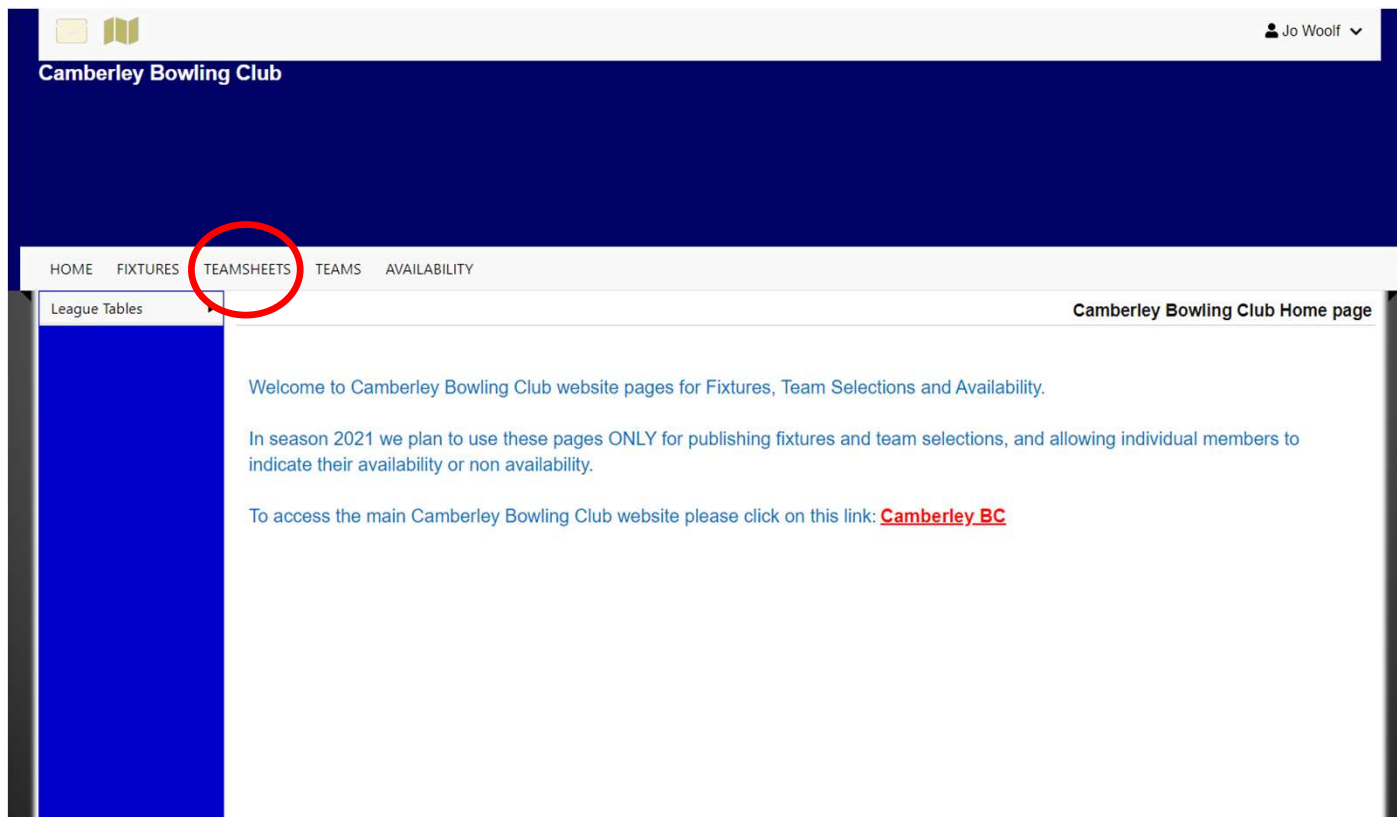 Jo Woolf
Camberley Bowling Club
HOME FIXTURES TEAMSHEETS TEAMS AVAILABILITY
League Tables
Camberley Bowling Club Home page
Welcome to Camberley Bowling Club website pages for Fixtures, Team Selections and Availability.
In season 2021 we plan to use these pages ONLY for publishing fixtures and team selections, and allowing individual members to
indicate their availability or non availability.
To access the main Camberley Bowling Club website please click on this link: Camberley BC